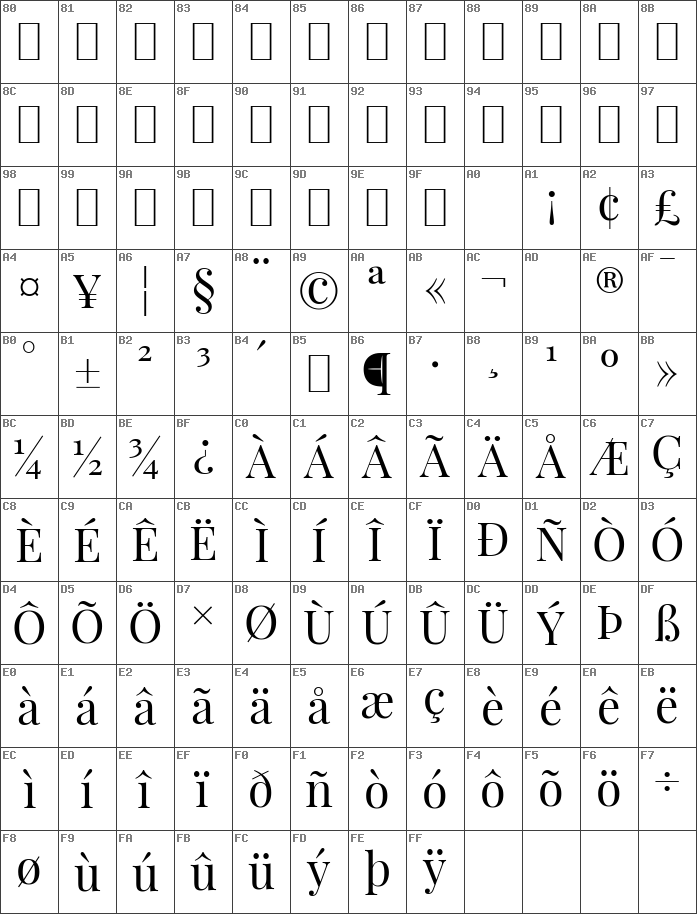 80 81 82 83 84 85 86 87 88 89 8A 8B
8C 8D 8E 8F 90 91 92 93 94 95 96 97
98 99 9A 9B 9C 9D 9E 9F A0 A1 A2 A3
¡ ¢ £
A4 A5 A6 A7 A8 A9 AA AB AC AD AE AF
¤ ¥ ¦ § ¨ © ª « ¬ ® ¯
B0 B1 B2 B3 B4 B5 B6 B7 B8 B9 BA BB
° ± ² ³ ´ ¶ · ¸ ¹ º »
BC BD BE BF C0 C1 C2 C3 C4 C5 C6 C7
¼ ½ ¾ ¿ À Á Â Ã Ä Å Æ Ç
C8 C9 CA CB CC CD CE CF D0 D1 D2 D3
È É Ê Ë Ì Í Î Ï Ð Ñ Ò Ó
D4 D5 D6 D7 D8 D9 DA DB DC DD DE DF
Ô Õ Ö × Ø Ù Ú Û Ü Ý Þ ß
E0 E1 E2 E3 E4 E5 E6 E7 E8 E9 EA EB
à á â ã ä å æ ç è é ê ë
EC ED EE EF F0 F1 F2 F3 F4 F5 F6 F7
ì í î ï ð ñ ò ó ô õ ö ÷
F8 F9 FA FB FC FD FE FF
ø ù ú û ü ý þ ÿ